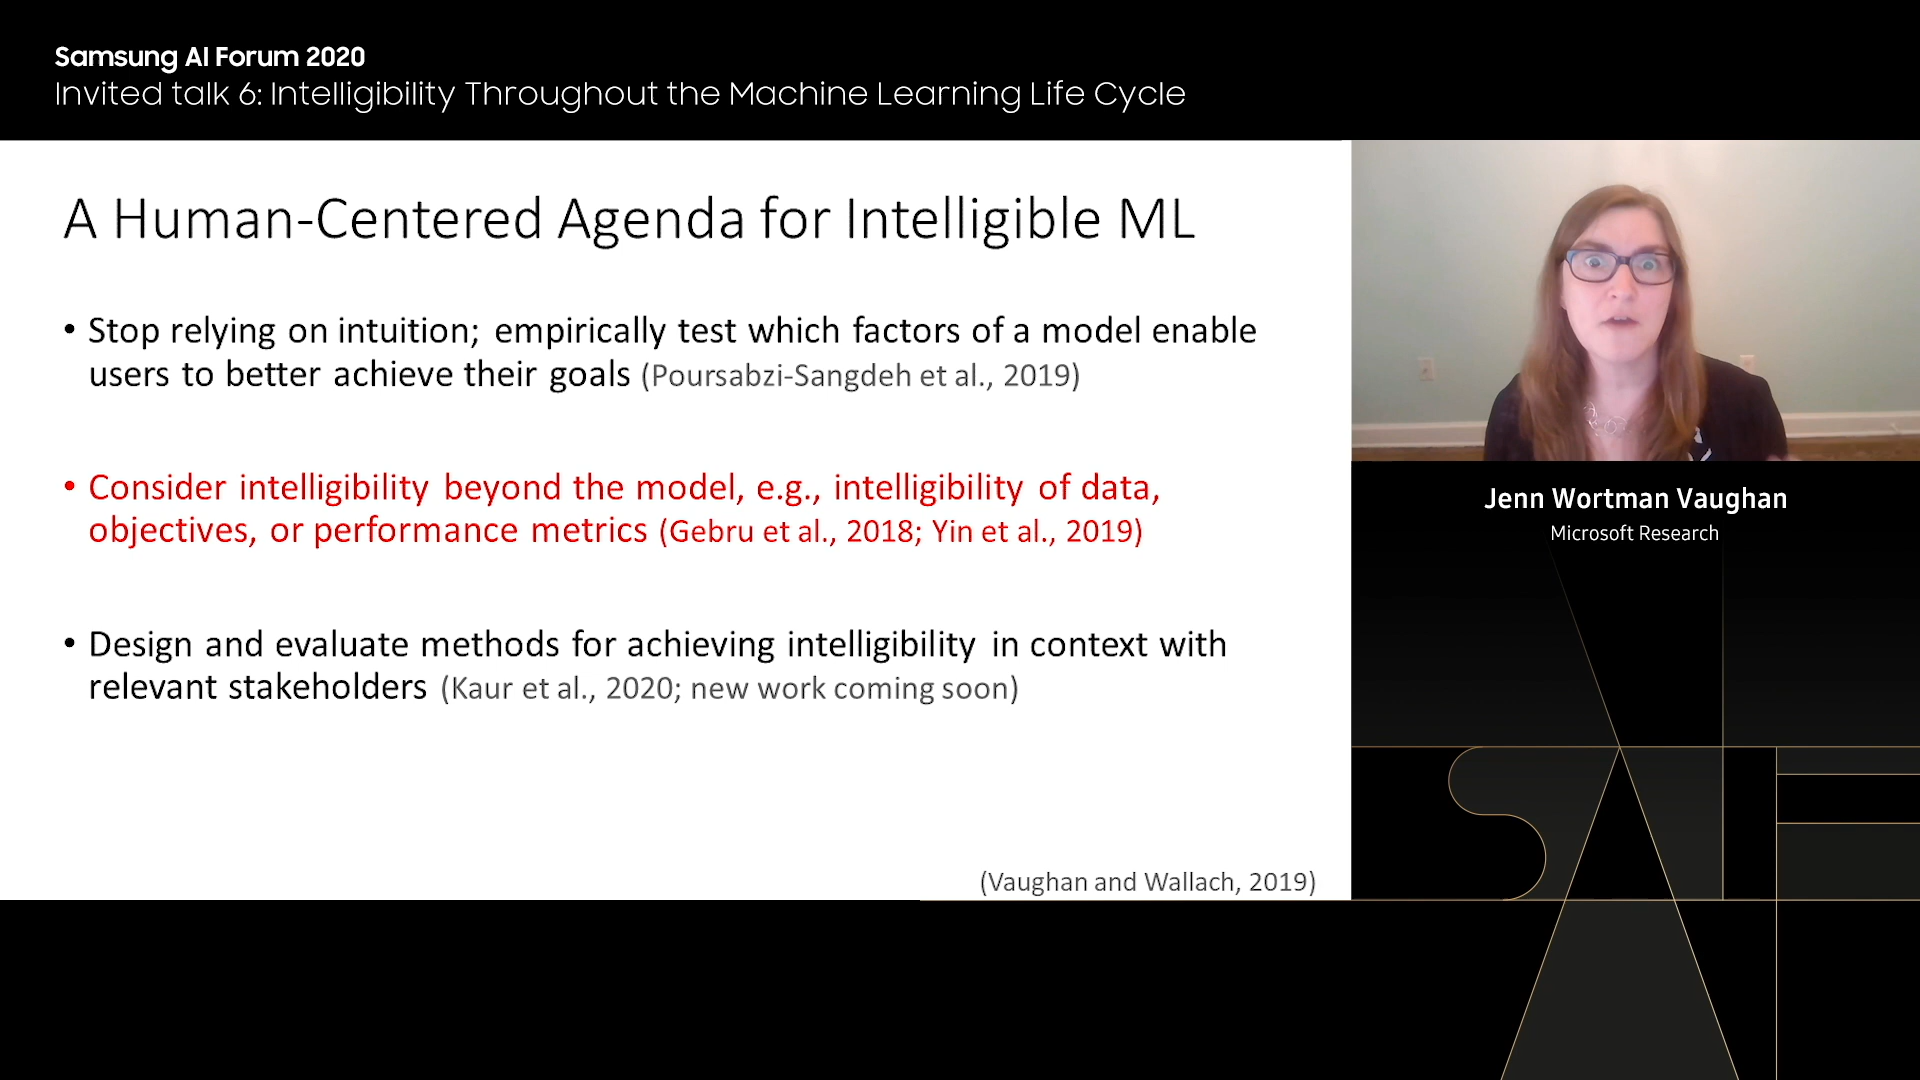 Samsung AI Forum 2020
Invited talk 6: Intelligibility Throughout the Machine Learning Life Cycle
A Human-Centered Agenda for Intelligible ML
• Stop relying on intuition; empirically test which factors of a model enable
users to better achieve their goals (Poursabzi-Sangdeh et al., 2019)
• Consider intelligibility beyond the model, e.g., intelligibility of data,
objectives, or performance metrics (Gebru et al., 2018; Yin et al., 2019)
• Design and evaluate methods for achieving intelligibility in context with
relevant stakeholders (Kaur et al., 2020; new work coming soon)
(Vaughan and Wallach, 2019)
Jenn Wortman Vaughan
Microsoft Research